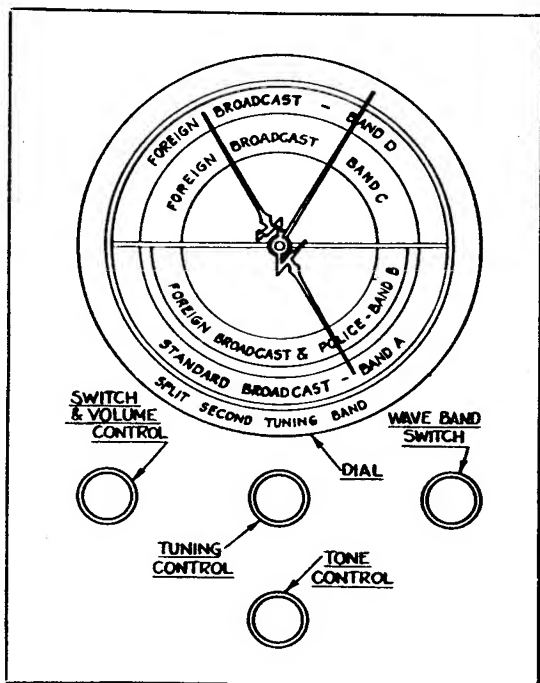 FOREIGN BROADCAST - BAND D
FOREIGN BROADCAST BAND C
FOREIGN BROADCAST & POLICE - BAND B
STANDARD BROADCAST - BAND A
SPLIT SECOND TUNING BAND
SWITCH
& VOLUME
CONTROL
WAVE BAND
SWITCH
DIAL
TUNING
CONTROL
TONE
CONTROL